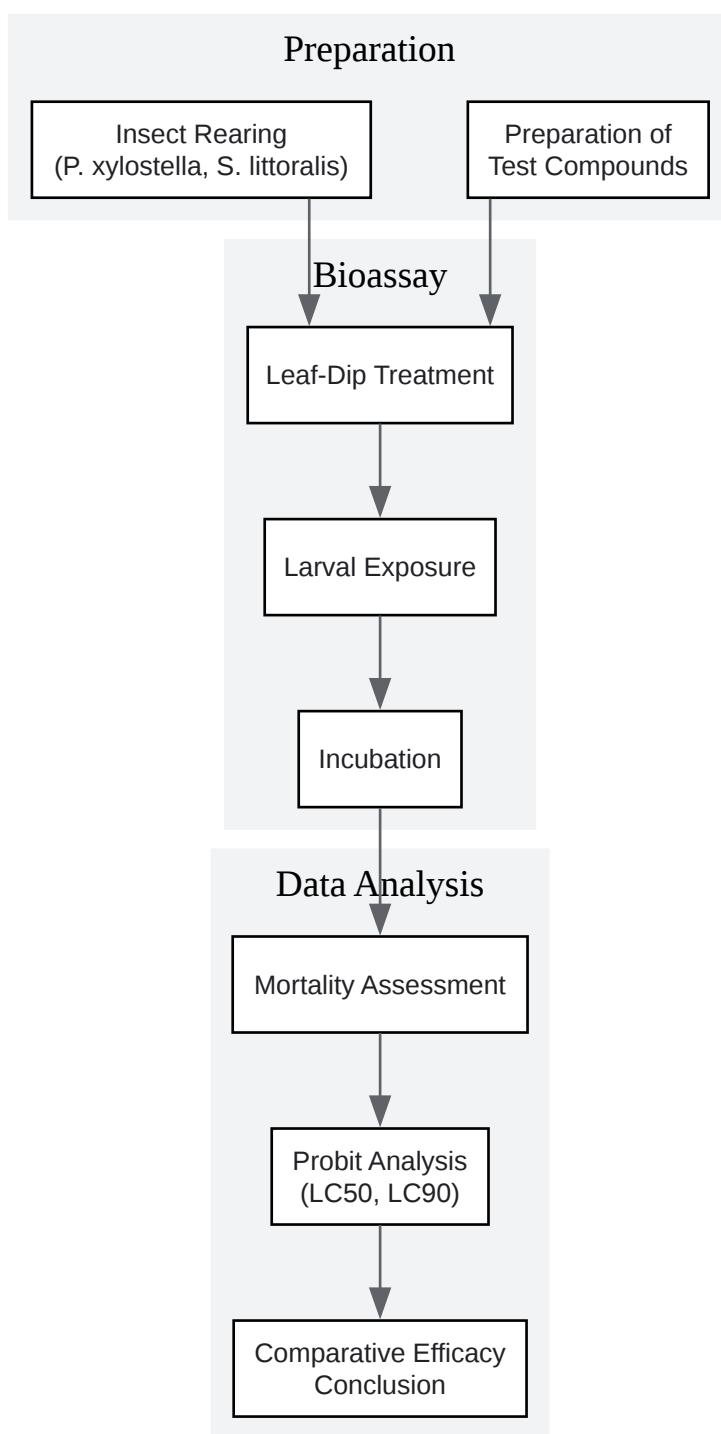 Preparation
Insect Rearing
(P. xylostella, S. littoralis)
Preparation of
Test Compounds
Bioassay
Leaf-Dip Treatment
Larval Exposure
Incubation
Data Analysis
Mortality Assessment
Probit Analysis
(LC50, LC90)
Comparative Efficacy
Conclusion